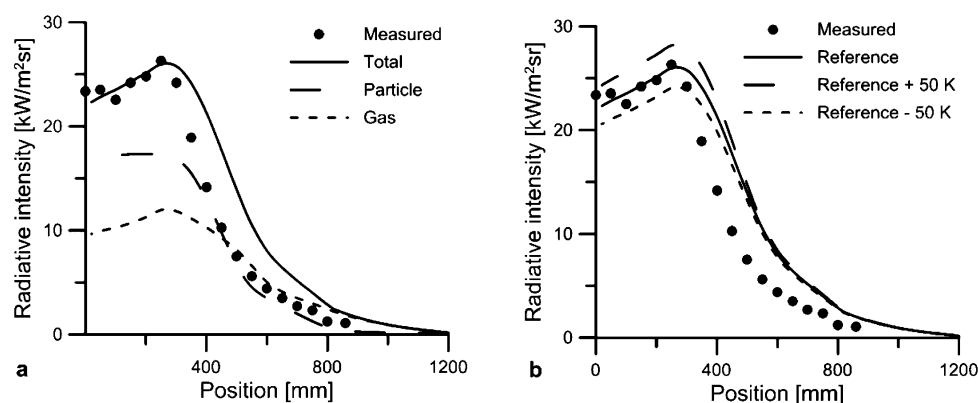 30
20
10
0
Radiative intensity [kW/m²sr]
Measured
Total
Particle
Gas
400
800
1200
Position [mm]
a
30
20
10
0
Radiative intensity [kW/m²sr]
Measured
Reference
Reference + 50 K
Reference - 50 K
0
400
800
1200
Position [mm]
b